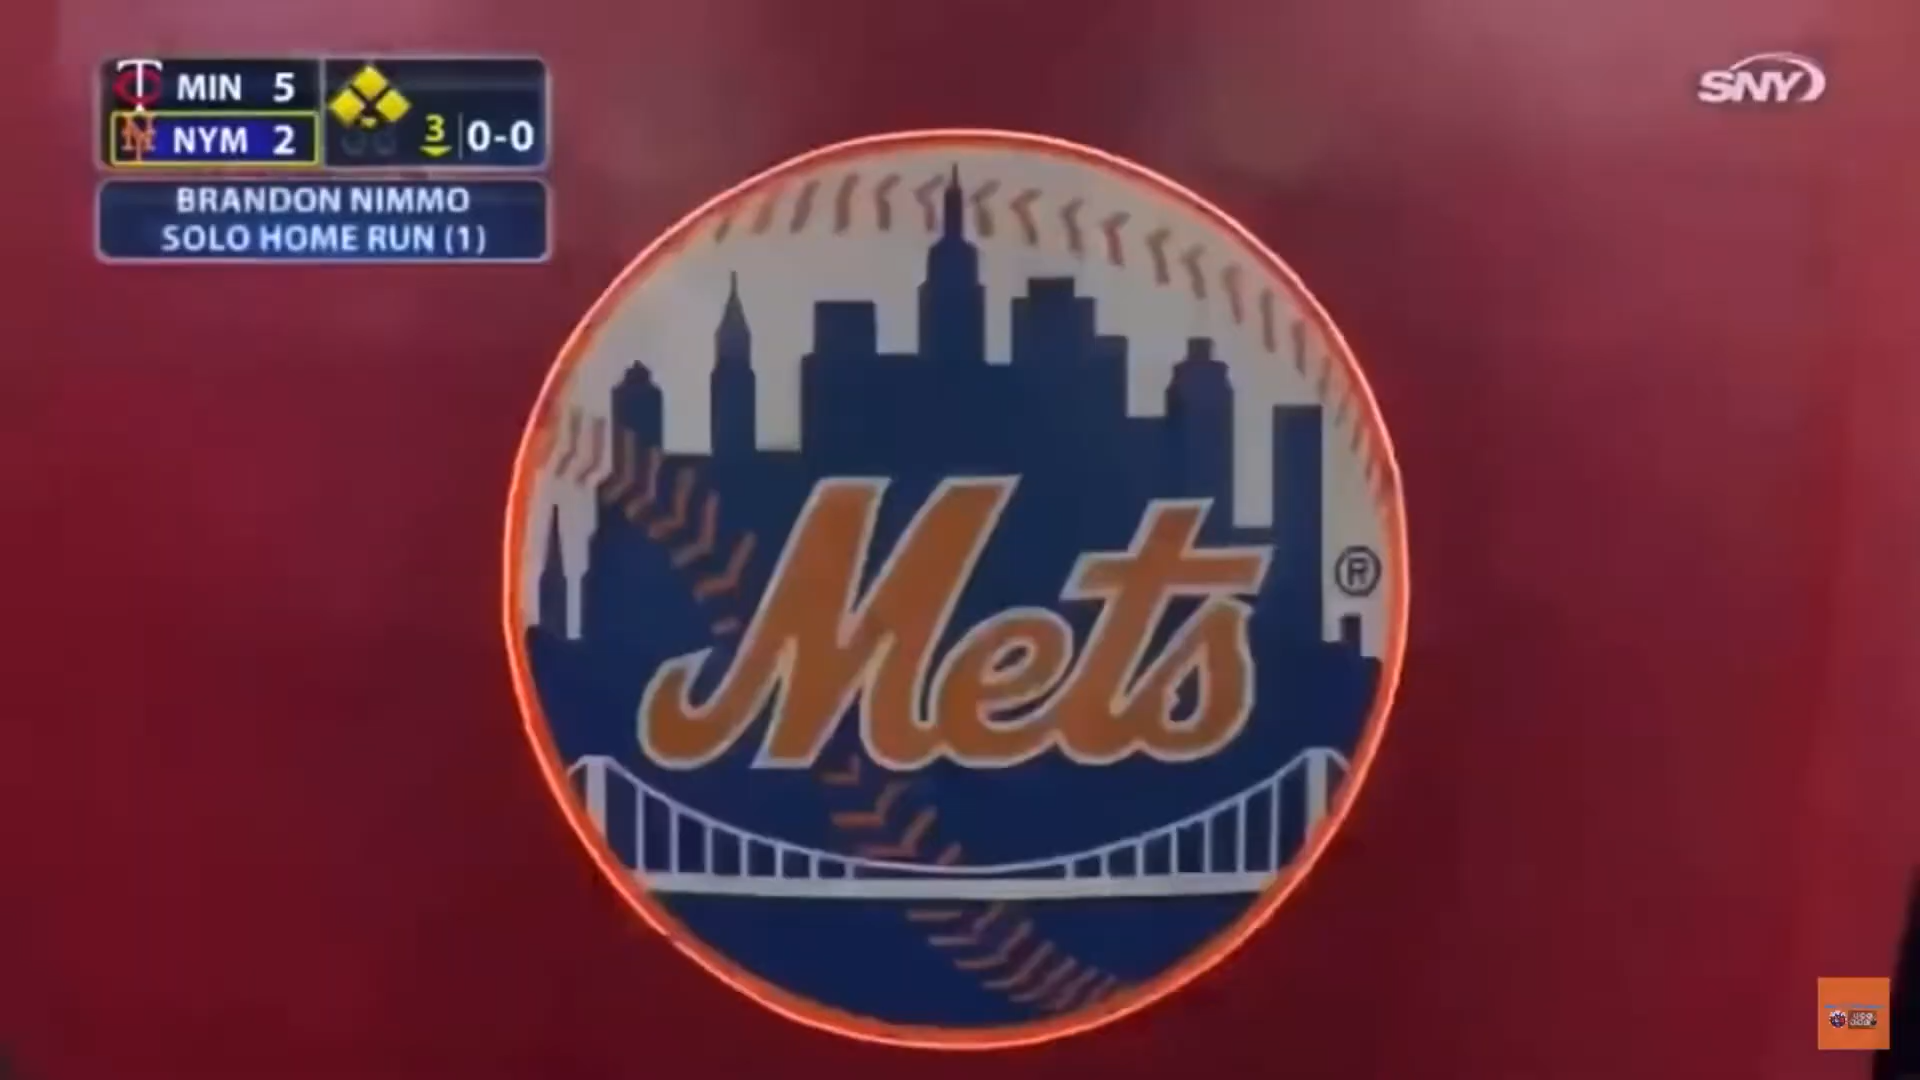 MIN 5
NYM 2
3 0-0
BRANDON NIMMO
SOLO HOME RUN (1)
SNY
Mets
®